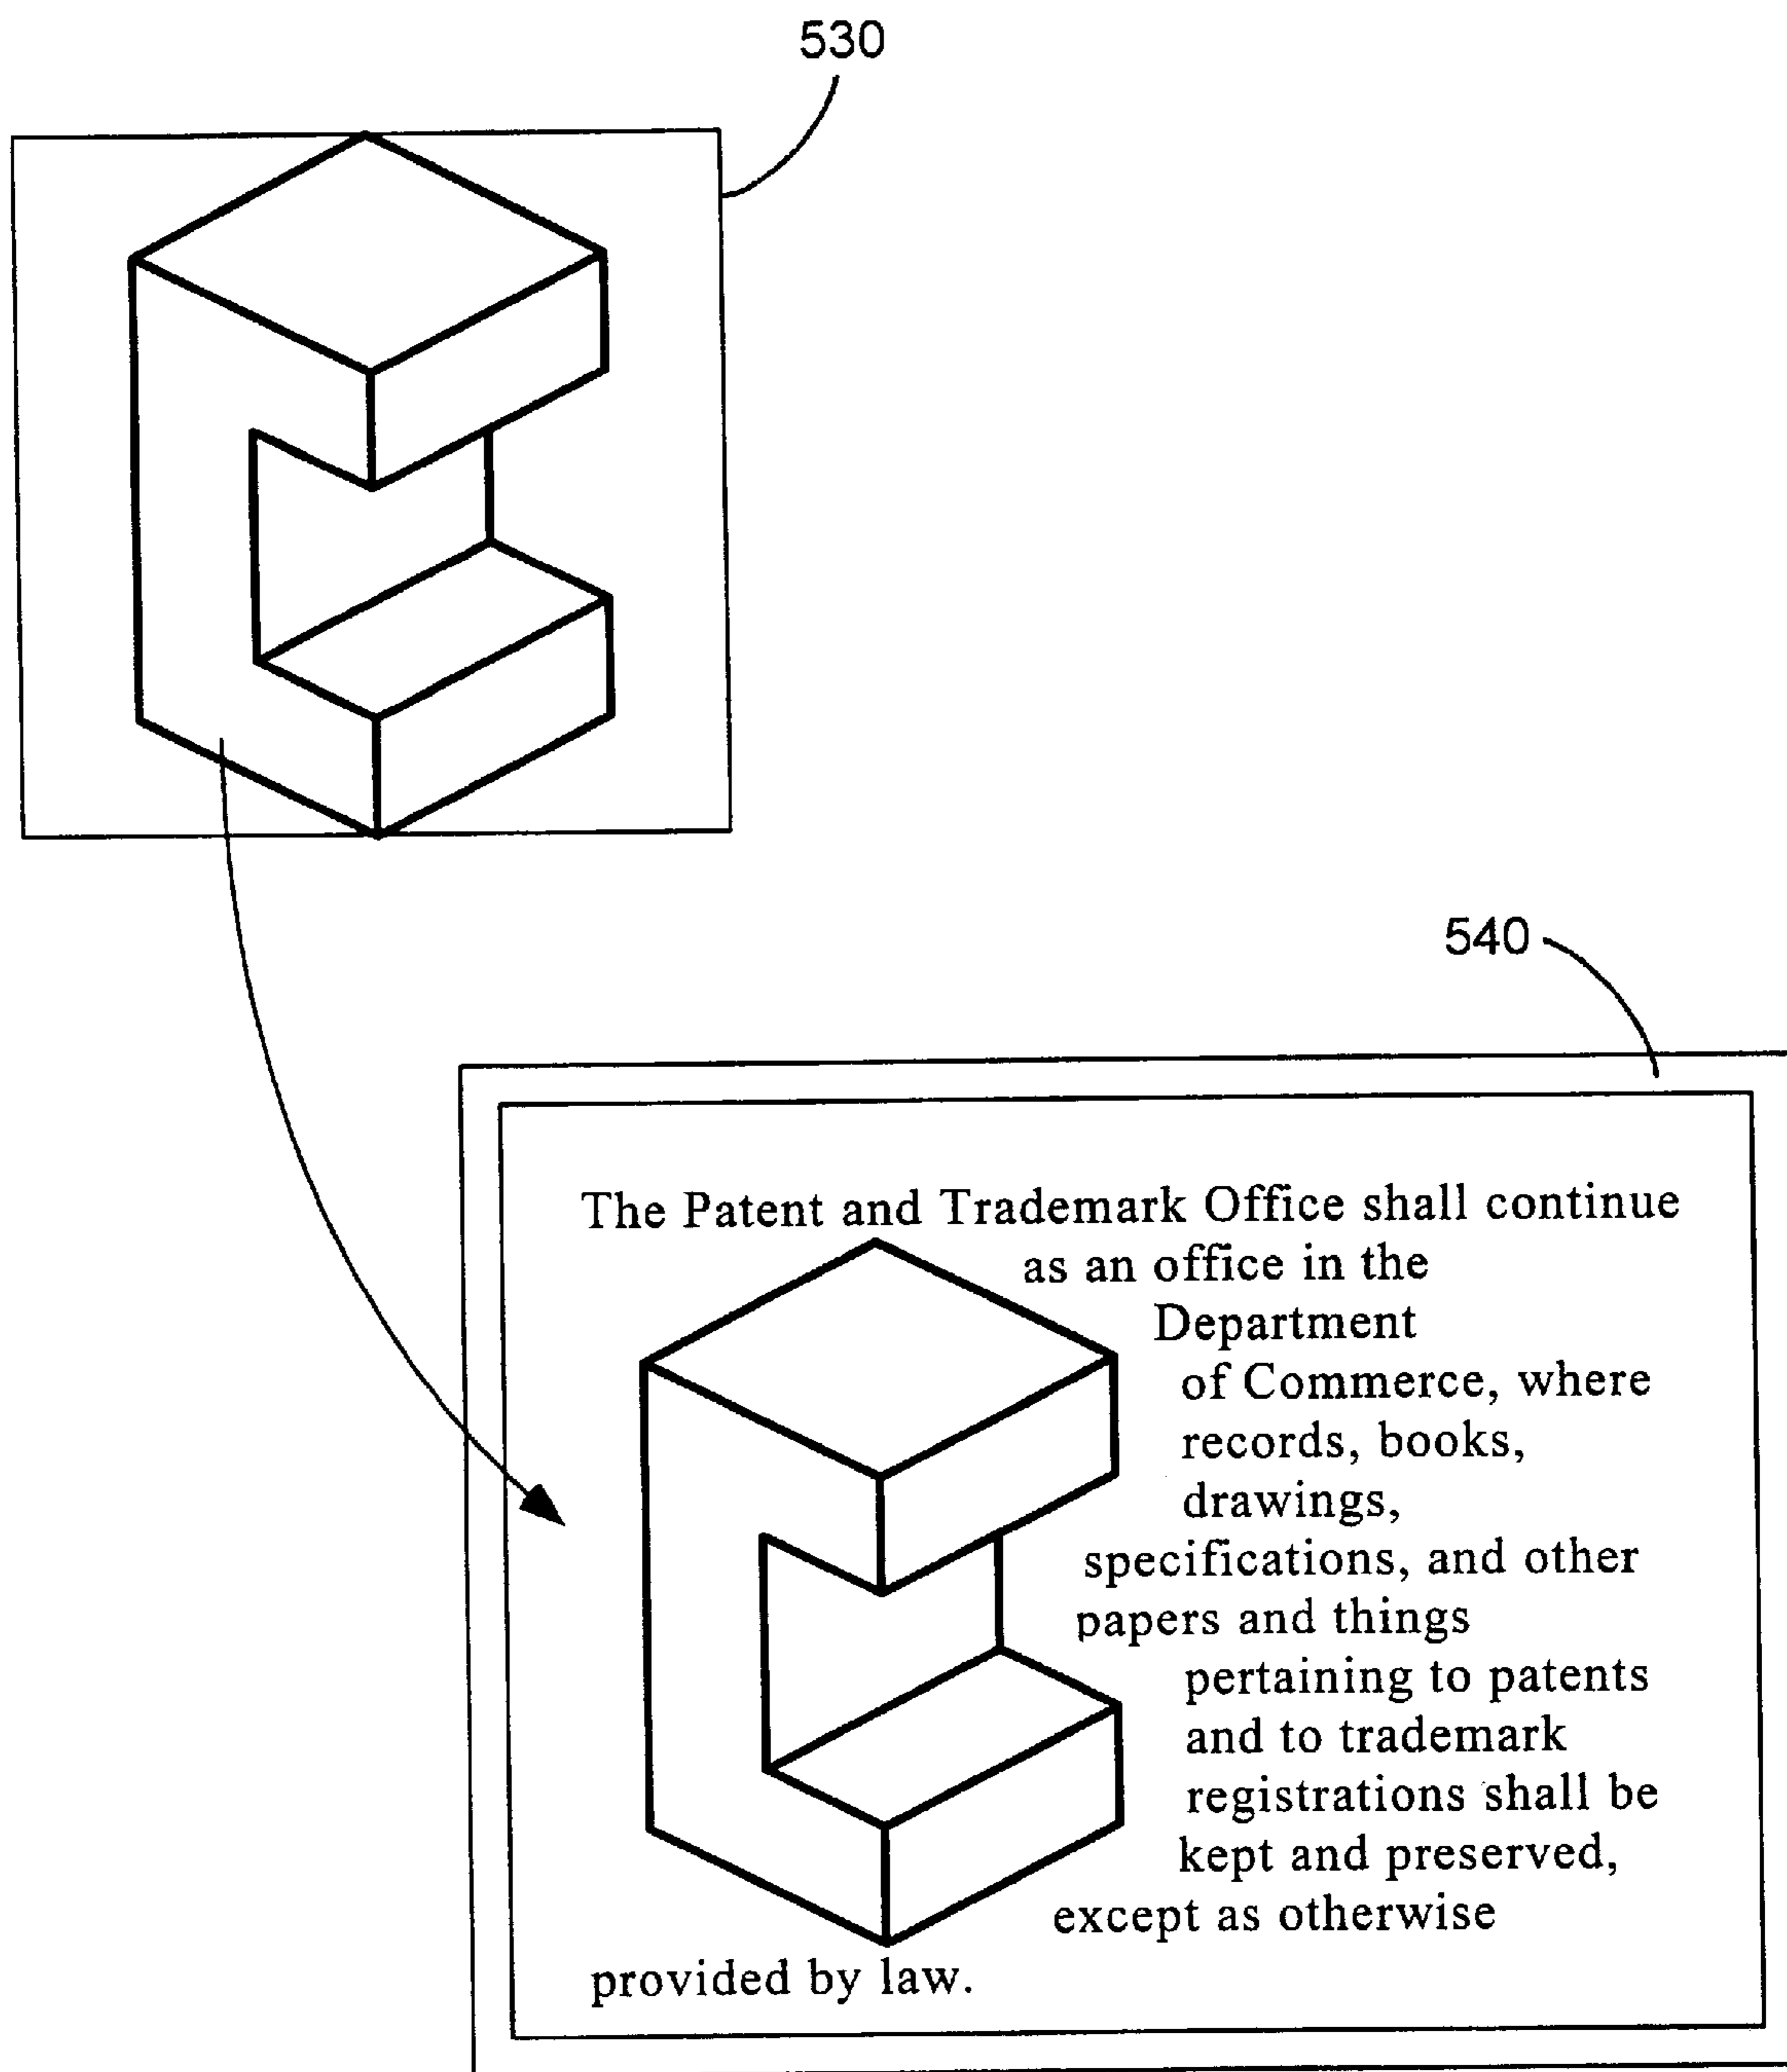 530
540
The Patent and Trademark Office shall continue
as an office in the
Department
of Commerce, where
records, books,
drawings,
specifications, and other
papers and things
pertaining to patents
and to trademark
registrations shall be
kept and preserved,
except as otherwise
provided by law.